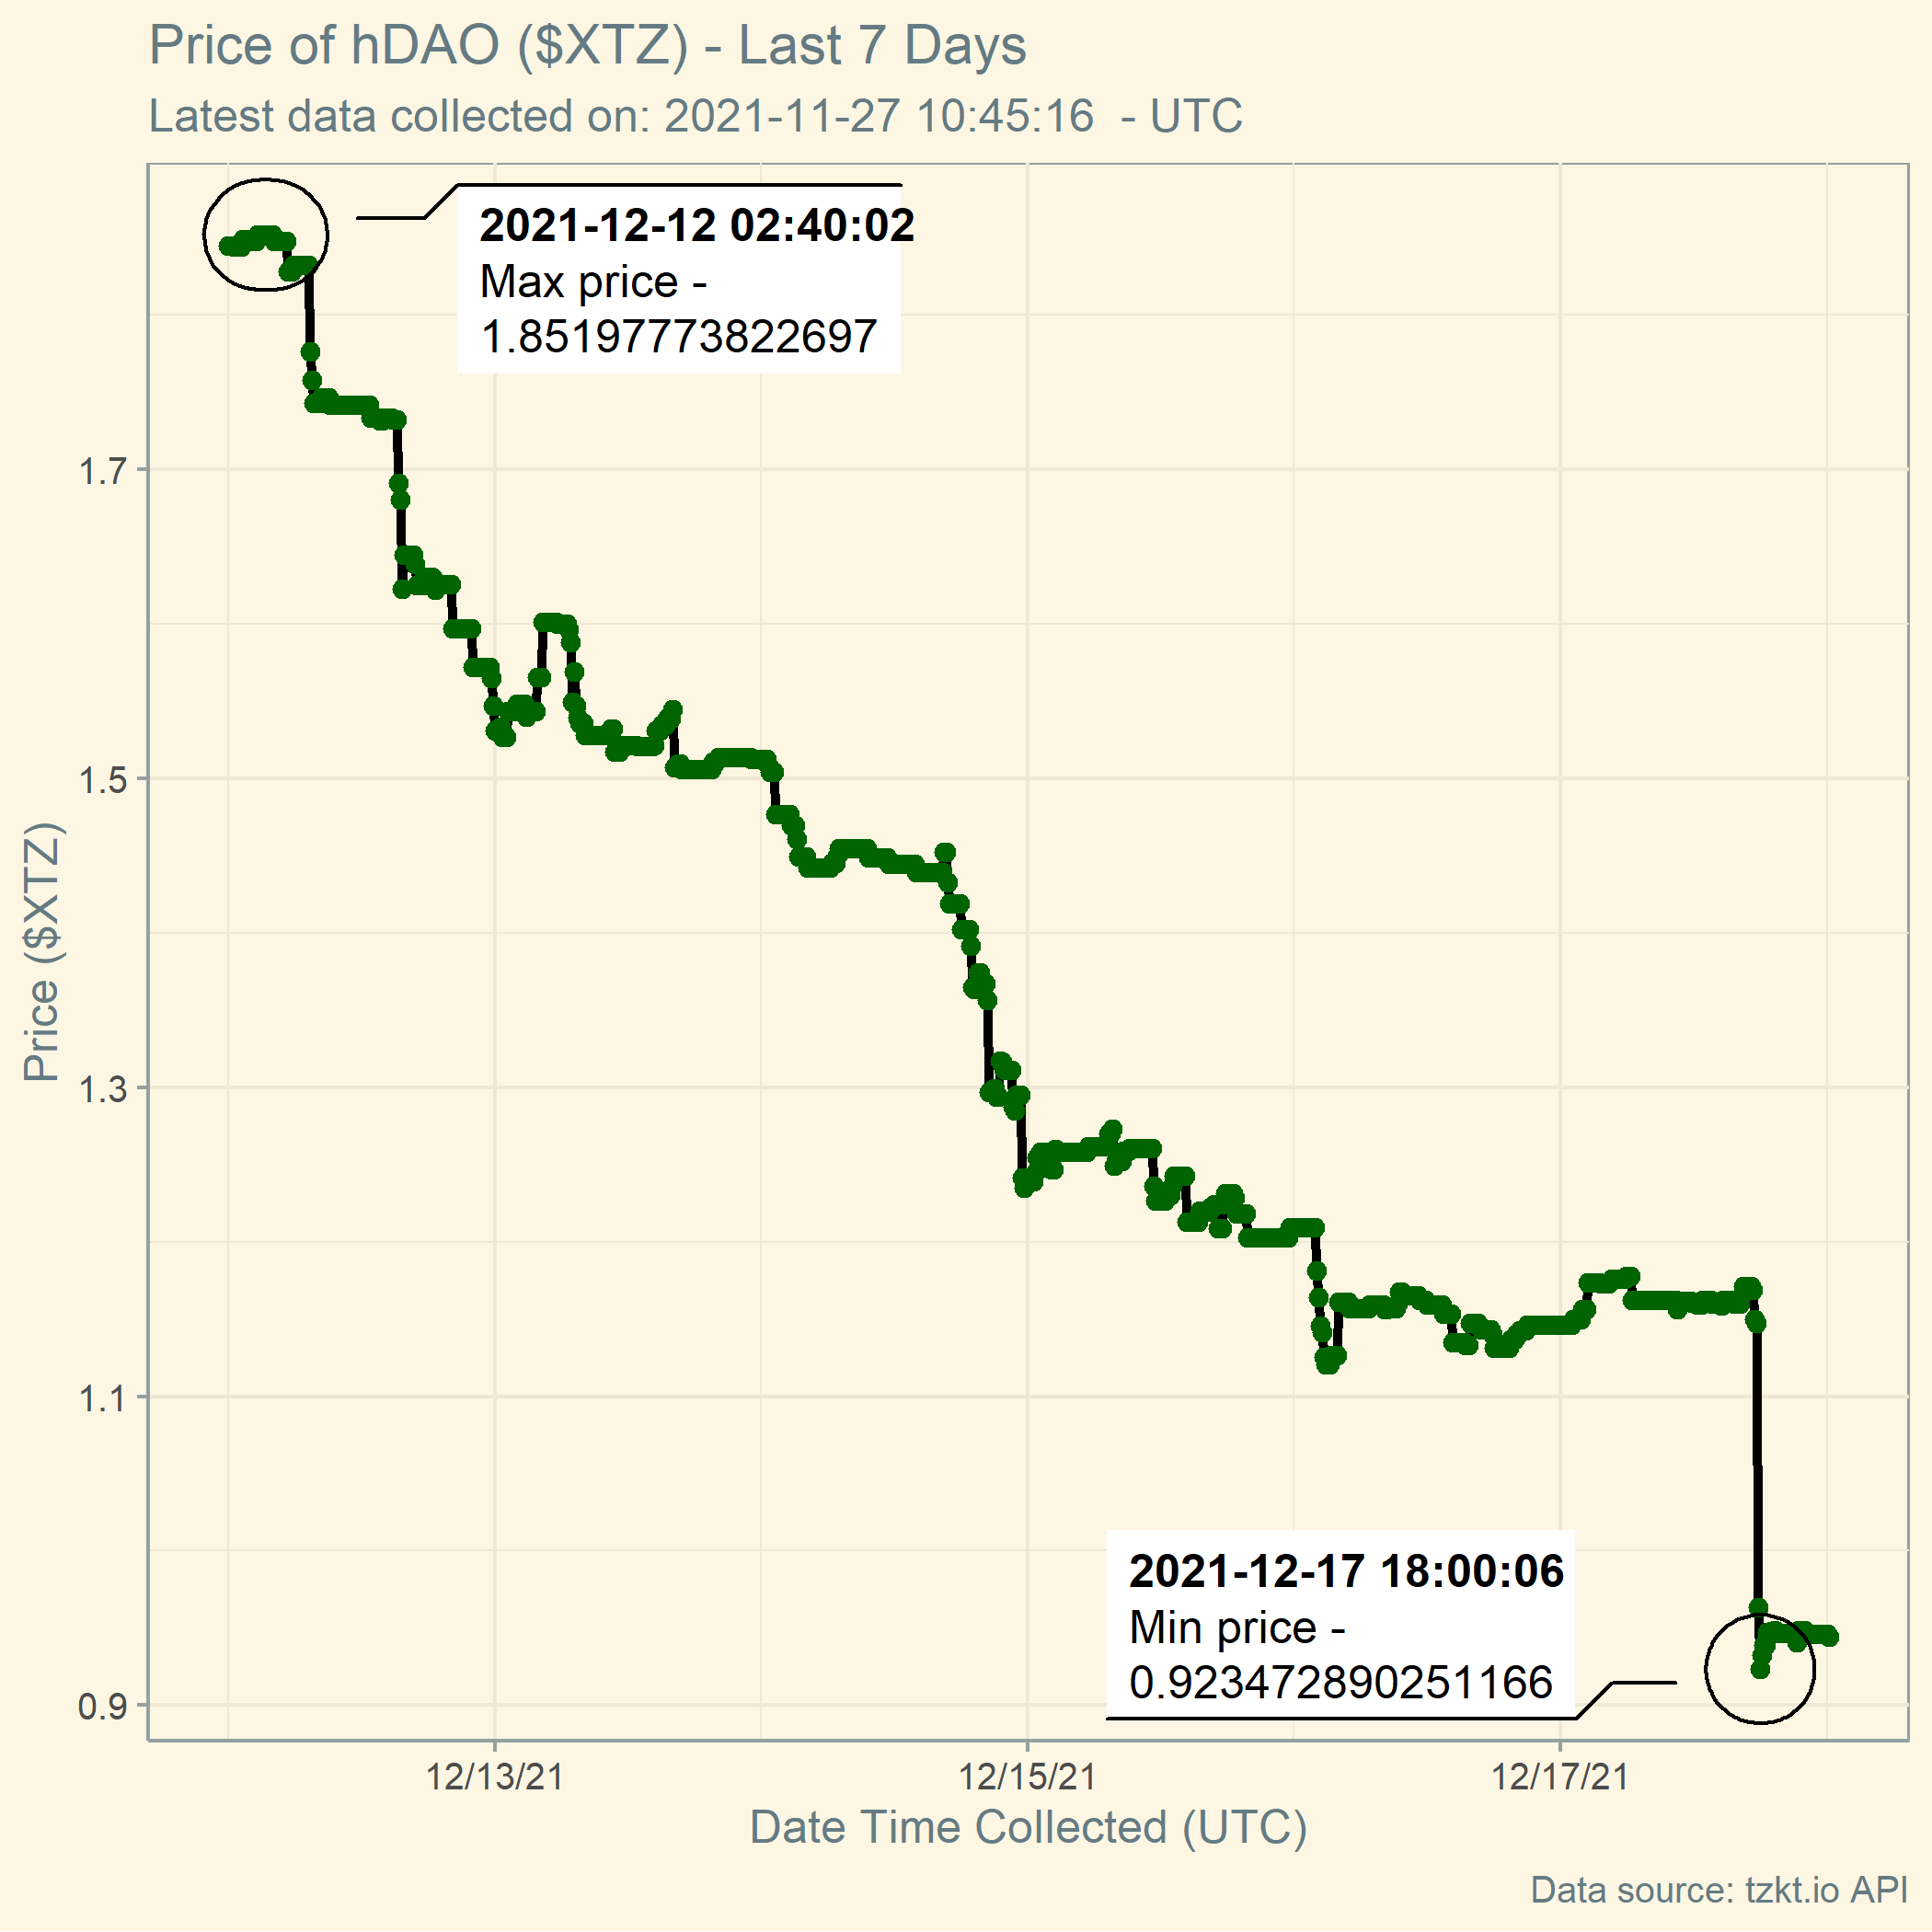 Price of hDAO ($XTZ) - Last 7 Days
Latest data collected on: 2021-11-27 10:45:16  - UTC
2021-12-12 02:40:02
Max price -
1.85197773822697
1.7
1.5
1.3
1.1
0.9
Price ($XTZ)
2021-12-17 18:00:06
Min price -
0.923472890251166
12/13/21
12/15/21
12/17/21
Date Time Collected (UTC)
Data source: tzkt.io API